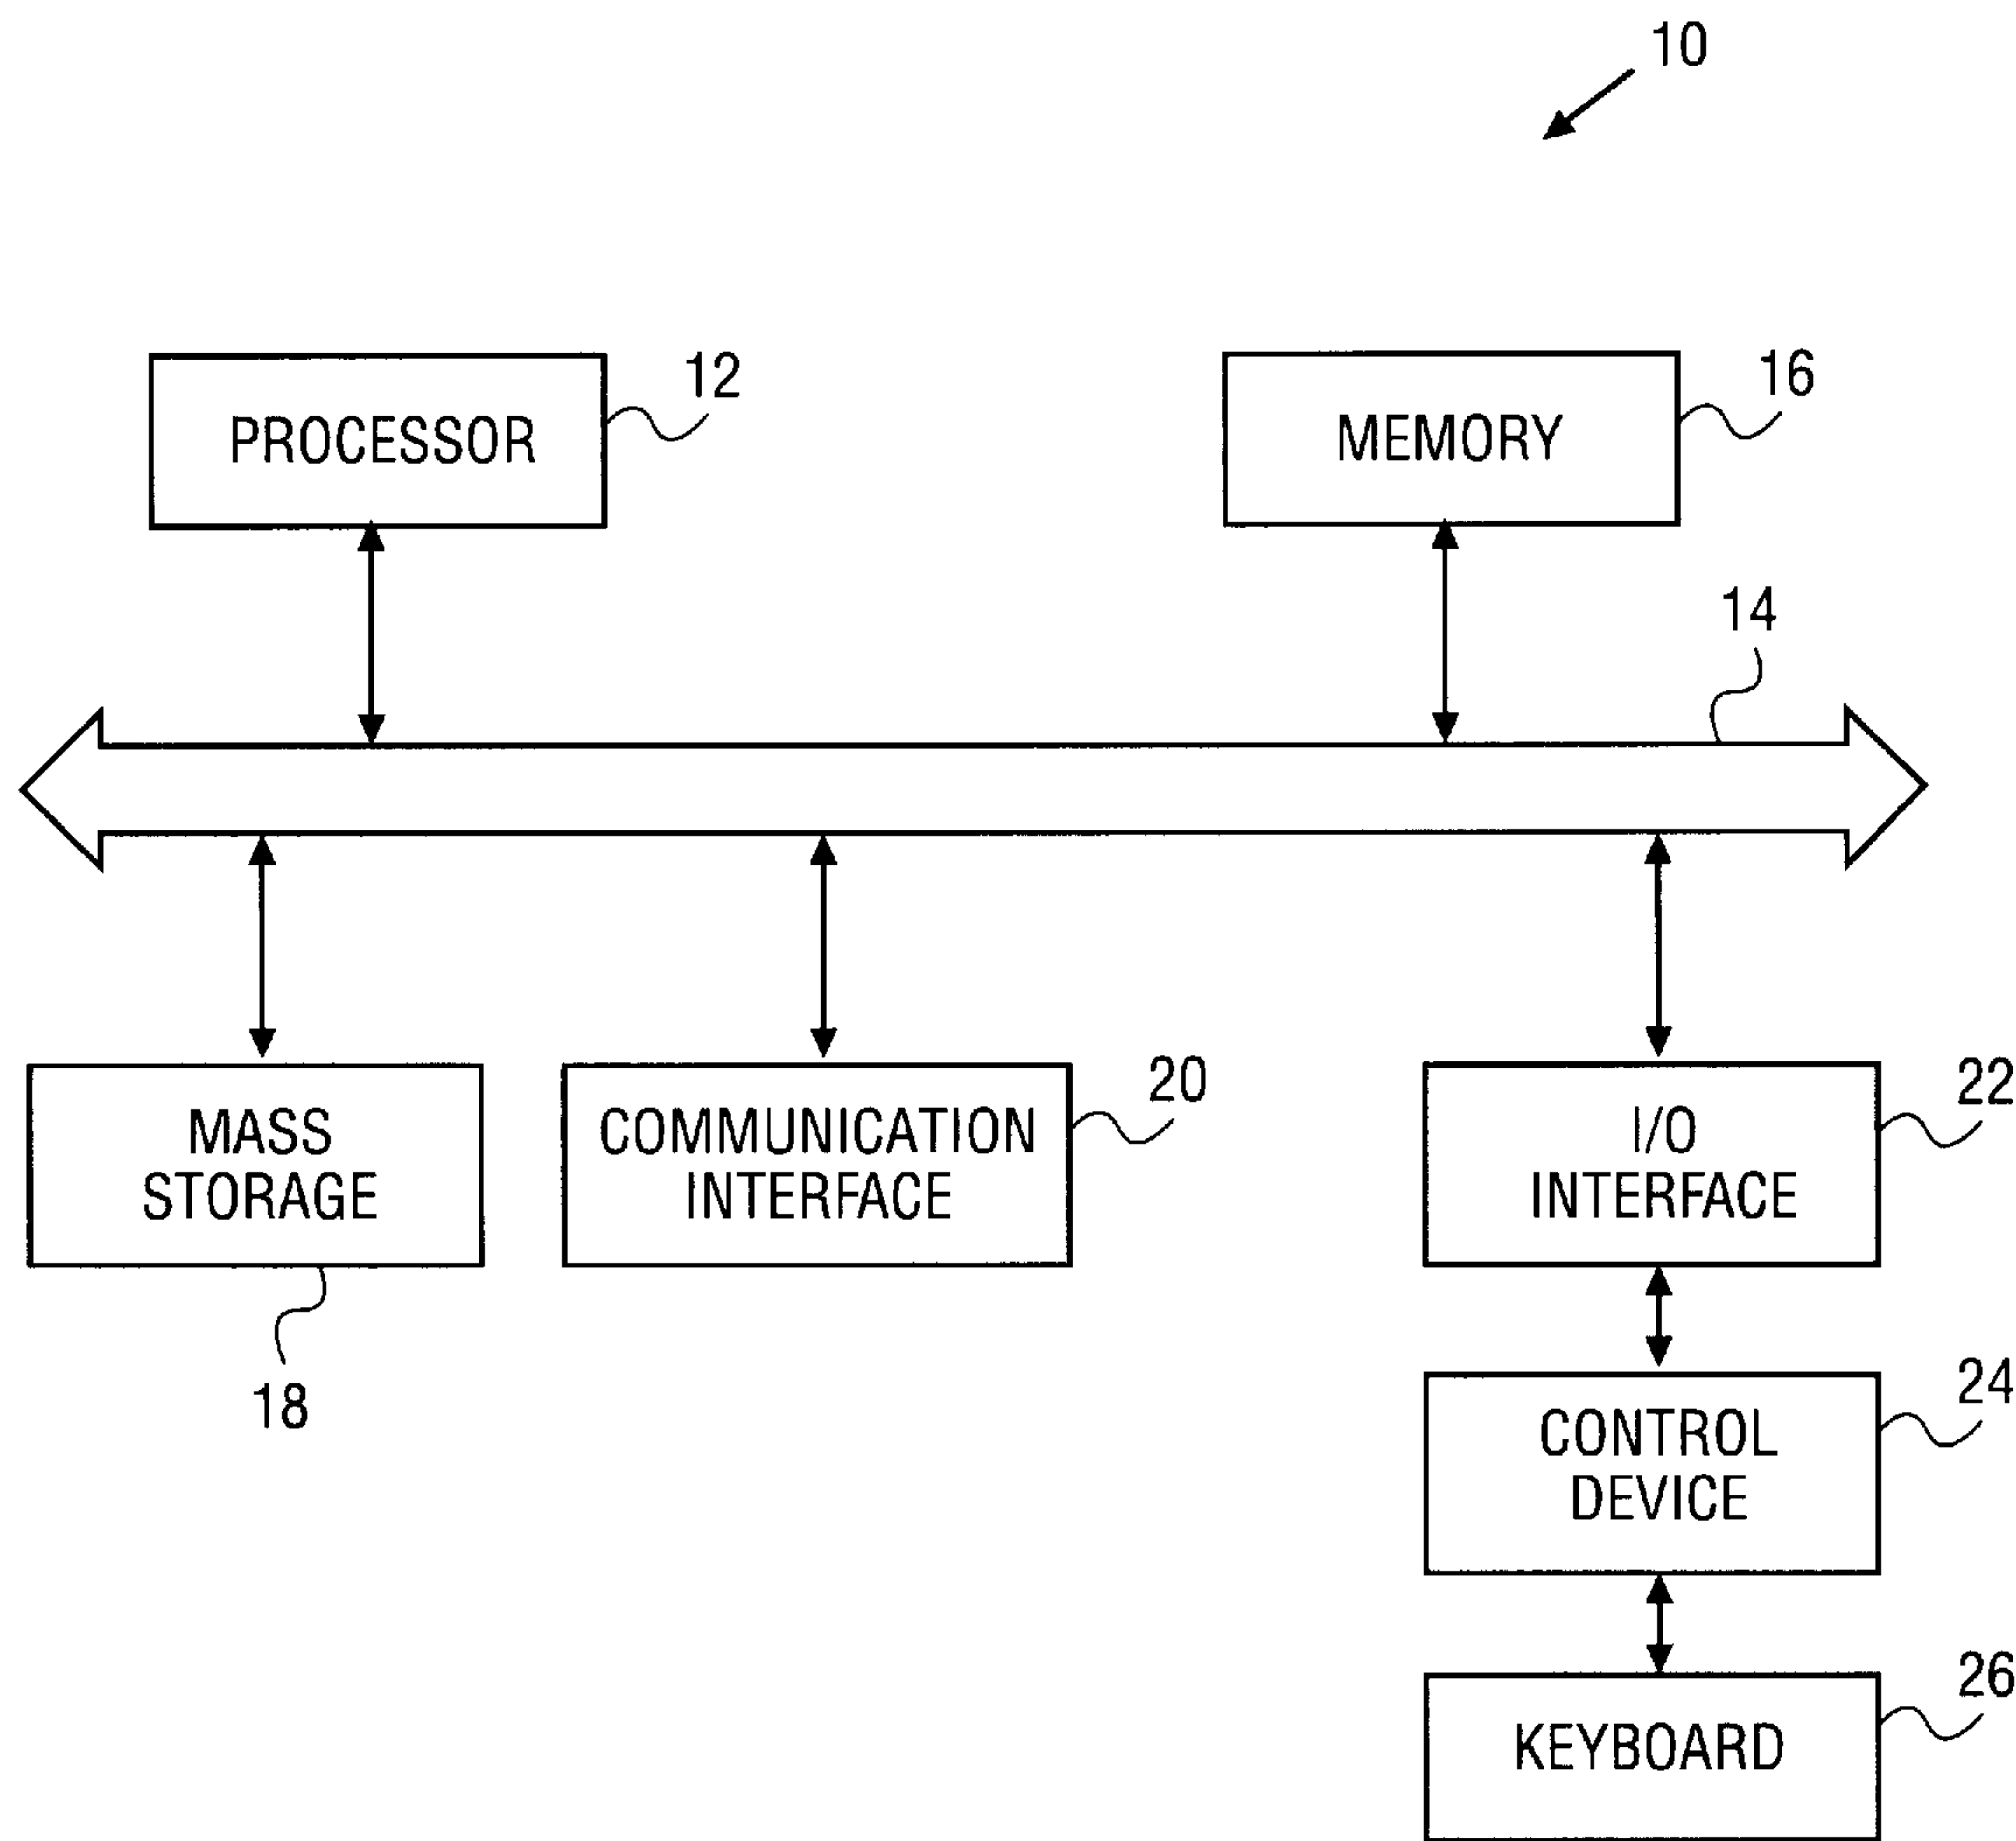 10
12
PROCESSOR
16
MEMORY
14
MASS
STORAGE
18
COMMUNICATION
INTERFACE
20
I/O
INTERFACE
22
CONTROL
DEVICE
24
KEYBOARD
26